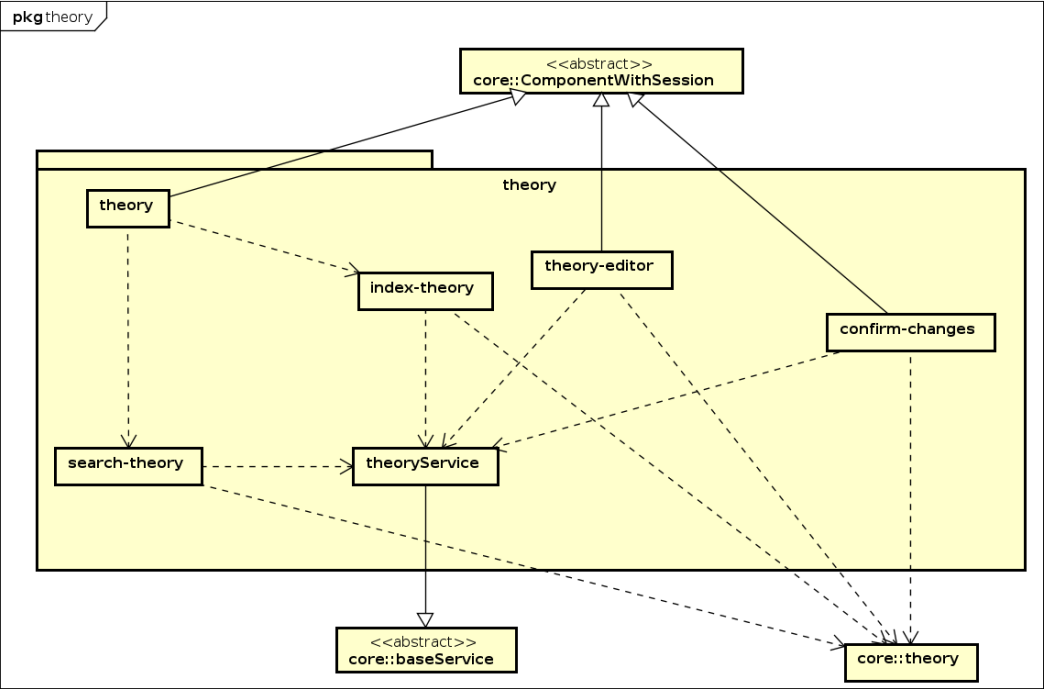 pkg theory
<<abstract>>
core::ComponentWithSession
theory
theory
theory-editor
index-theory
confirm-changes
search-theory
theoryService
<<abstract>>
core::baseService
core::theory